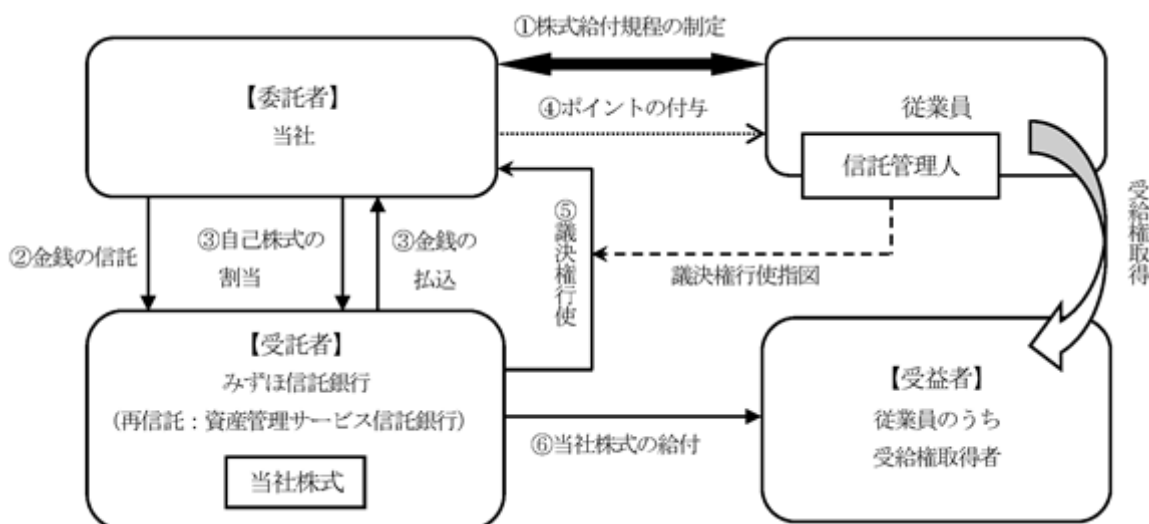 ①株式給付規程の制定
【委託者】
当社
④ポイントの付与
従業員
信託管理人
②金銭の信託
③自己株式の
割当
③金銭の
払込
⑤議決権行使
議決権行使指図
受給権取得
【受託者】
みずほ信託銀行
（再信託：資産管理サービス信託銀行）
当社株式
⑥当社株式の給付
【受益者】
従業員のうち
受給権取得者